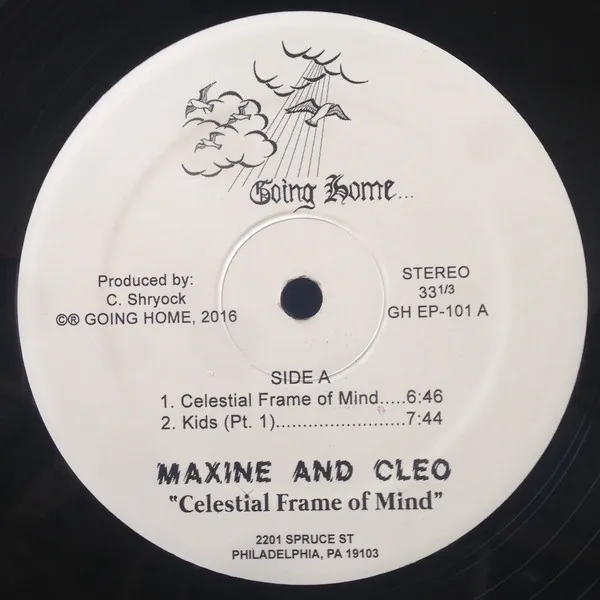 Going Home...
Produced by:
C. Shryock
©℗ GOING HOME, 2016
STEREO
33 1/3
GH EP-101 A
SIDE A
1. Celestial Frame of Mind.....6:46
2. Kids (Pt. 1).......................7:44
MAXINE AND CLEO
"Celestial Frame of Mind"
2201 SPRUCE ST
PHILADELPHIA, PA 19103